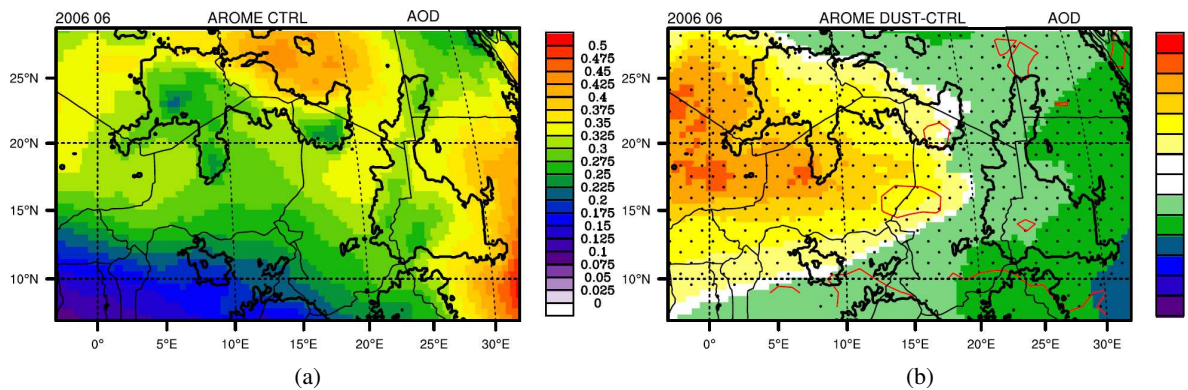 2006 06 AROME CTRL AOD
25°N
20°N
15°N
10°N
0° 5°E 10°E 15°E 20°E 25°E 30°E
0.5
0.475
0.45
0.425
0.4
0.375
0.35
0.325
0.3
0.275
0.25
0.225
0.2
0.175
0.15
0.125
0.1
0.075
0.05
0.025
0
(a)
2006 06 AROME DUST-CTRL AOD
25°N
20°N
15°N
10°N
0° 5°E 10°E 15°E 20°E 25°E 30°E
(b)